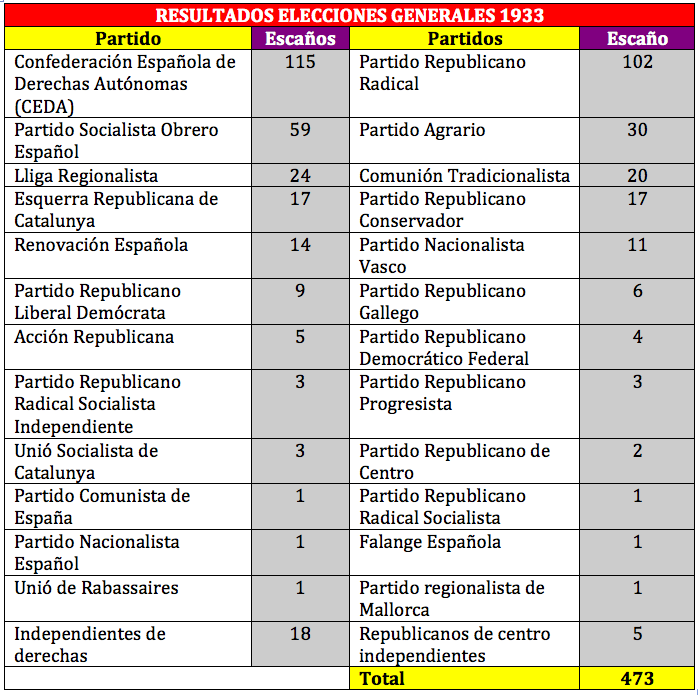 RESULTADOS ELECCIONES GENERALES 1933
Partido Escaños Partidos Escaño
Confederación Española de
Derechas Autónomas
(CEDA)
115
Partido Republicano
Radical
102
Partido Socialista Obrero
Español
59
Partido Agrario
30
Lliga Regionalista
24
Comunión Tradicionalista
20
Esquerra Republicana de
Catalunya
17
Partido Republicano
Conservador
17
Renovación Española
14
Partido Nacionalista
Vasco
11
Partido Republicano
Liberal Demócrata
9
Partido Republicano
Gallego
6
Acción Republicana
5
Partido Republicano
Democrático Federal
4
Partido Republicano
Radical Socialista
Independiente
3
Partido Republicano
Progresista
3
Unió Socialista de
Catalunya
3
Partido Republicano de
Centro
2
Partido Comunista de
España
1
Partido Republicano
Radical Socialista
1
Partido Nacionalista
Español
1
Falange Española
1
Unió de Rabassaires
1
Partido regionalista de
Mallorca
1
Independientes de
derechas
18
Republicanos de centro
independientes
5
Total 473